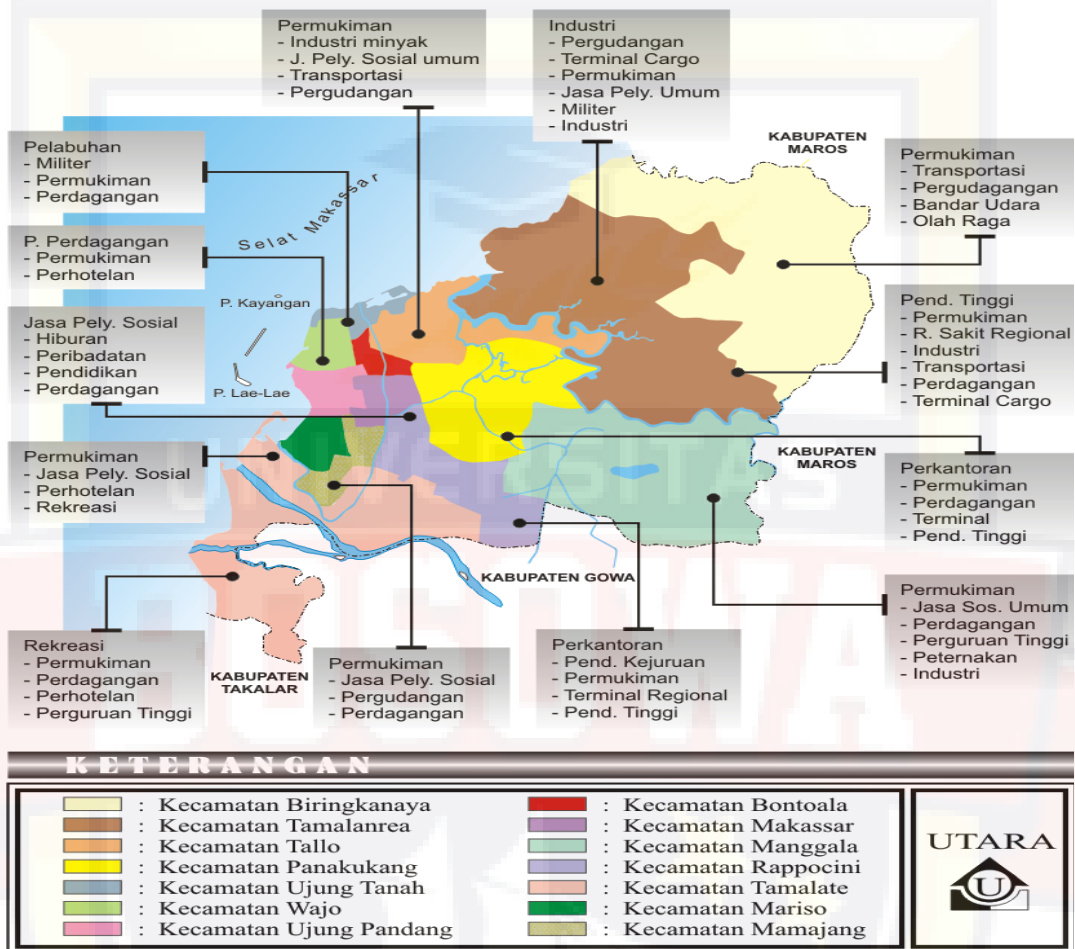 Permukiman
- Industri minyak
- J. Pely. Sosial umum
- Transportasi
- Pergudangan
Industri
- Pergudangan
- Terminal Cargo
- Permukiman
- Jasa Pely. Umum
- Militer
- Industri
KABUPATEN
MAROS
Pelabuhan
- Militer
- Permukiman
- Perdagangan
Permukiman
- Transportasi
- Pergudagangan
- Bandar Udara
- Olah Raga
Selat Makassar
P. Perdagangan
- Permukiman
- Perhotelan
P. Kayangan
Jasa Pely. Sosial
- Hiburan
- Peribadatan
- Pendidikan
- Perdagangan
P. Lae-Lae
Pend. Tinggi
- Permukiman
- R. Sakit Regional
- Industri
- Transportasi
- Perdagangan
- Terminal Cargo
UNIVERSITAS
Permukiman
- Jasa Pely. Sosial
- Perhotelan
- Rekreasi
KABUPATEN
MAROS
Perkantoran
- Permukiman
- Perdagangan
- Terminal
- Pend. Tinggi
BOSOWA
KABUPATEN GOWA
Permukiman
- Jasa Sos. Umum
- Perdagangan
- Perguruan Tinggi
- Peternakan
- Industri
Rekreasi
- Permukiman
- Perdagangan
- Perhotelan
- Perguruan Tinggi
KABUPATEN
TAKALAR
Permukiman
- Jasa Pely. Sosial
- Pergudangan
- Perdagangan
Perkantoran
- Pend. Kejuruan
- Permukiman
- Terminal Regional
- Pend. Tinggi
KETERANGAN
: Kecamatan Biringkanaya
: Kecamatan Tamalanrea
: Kecamatan Tallo
: Kecamatan Panakukang
: Kecamatan Ujung Tanah
: Kecamatan Wajo
: Kecamatan Ujung Pandang
: Kecamatan Bontoala
: Kecamatan Makassar
: Kecamatan Manggala
: Kecamatan Rappocini
: Kecamatan Tamalate
: Kecamatan Mariso
: Kecamatan Mamajang
UTARA
U